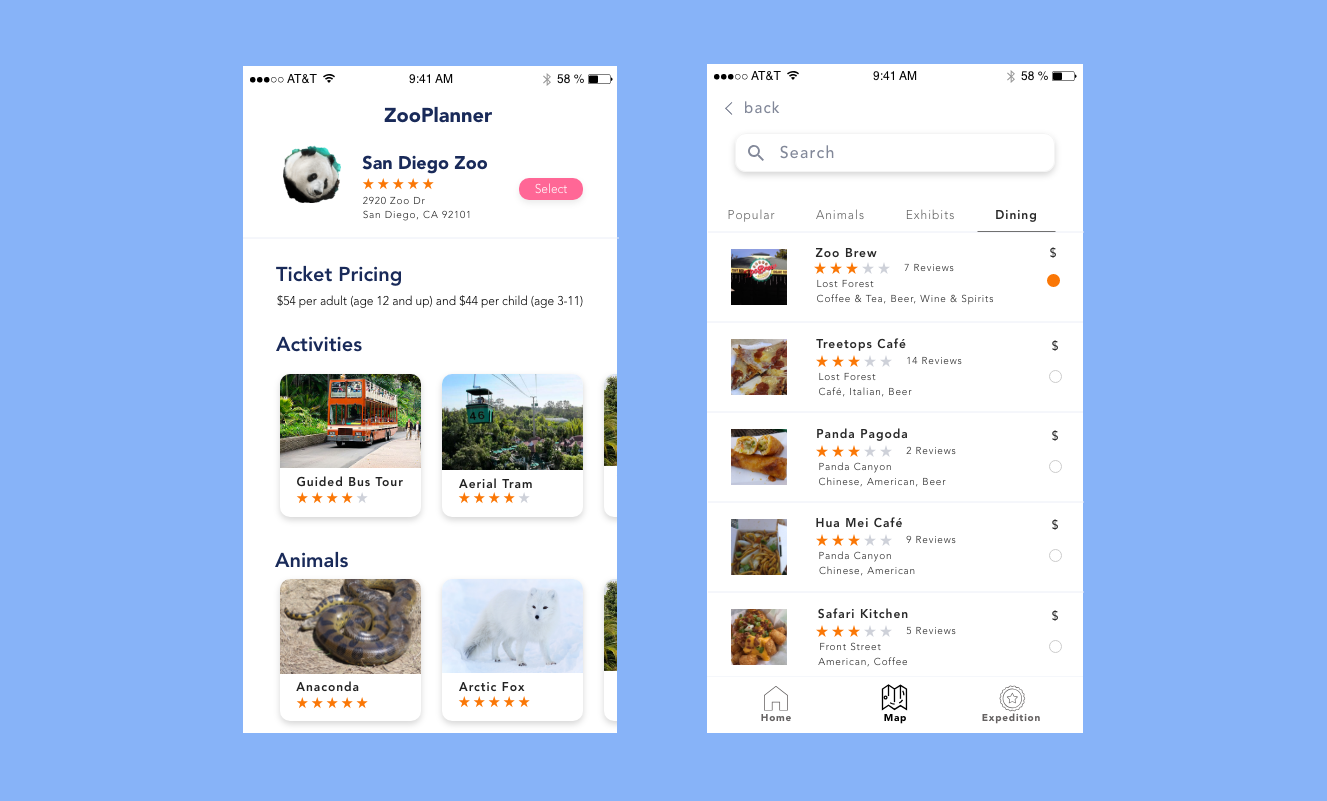 AT&T 9:41 AM 58 %
ZooPlanner
San Diego Zoo
2920 Zoo Dr
San Diego, CA 92101
Select
Ticket Pricing
$54 per adult (age 12 and up) and $44 per child (age 3-11)
Activities
46
Guided Bus Tour
Aerial Tram
Animals
Anaconda
Arctic Fox
AT&T 9:41 AM 58 %
back
Search
Popular Animals Exhibits Dining
Zoo Brew $
7 Reviews
Lost Forest
Coffee & Tea, Beer, Wine & Spirits
Treetops Café $
14 Reviews
Lost Forest
Café, Italian, Beer
Panda Pagoda $
2 Reviews
Panda Canyon
Chinese, American, Beer
Hua Mei Café $
9 Reviews
Panda Canyon
Chinese, American
Safari Kitchen $
5 Reviews
Front Street
American, Coffee
Home Map Expedition